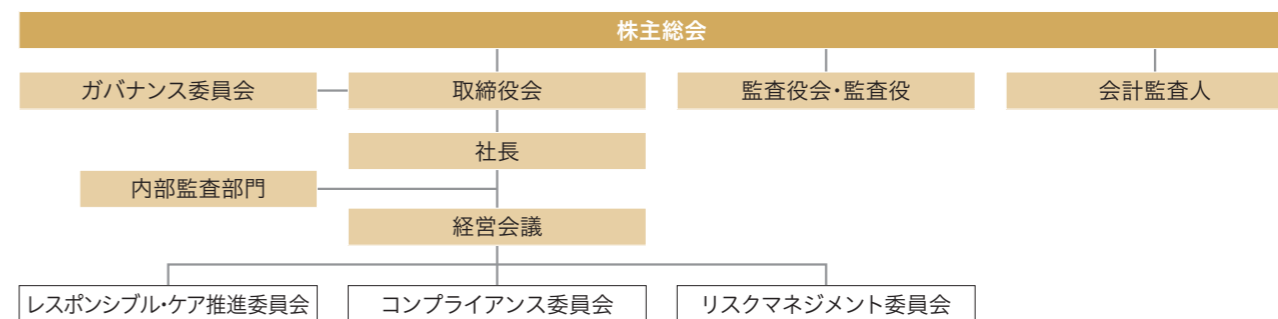 株主総会
ガバナンス委員会
取締役会
監査役会・監査役
会計監査人
社長
内部監査部門
経営会議
レスポンシブル・ケア推進委員会
コンプライアンス委員会
リスクマネジメント委員会